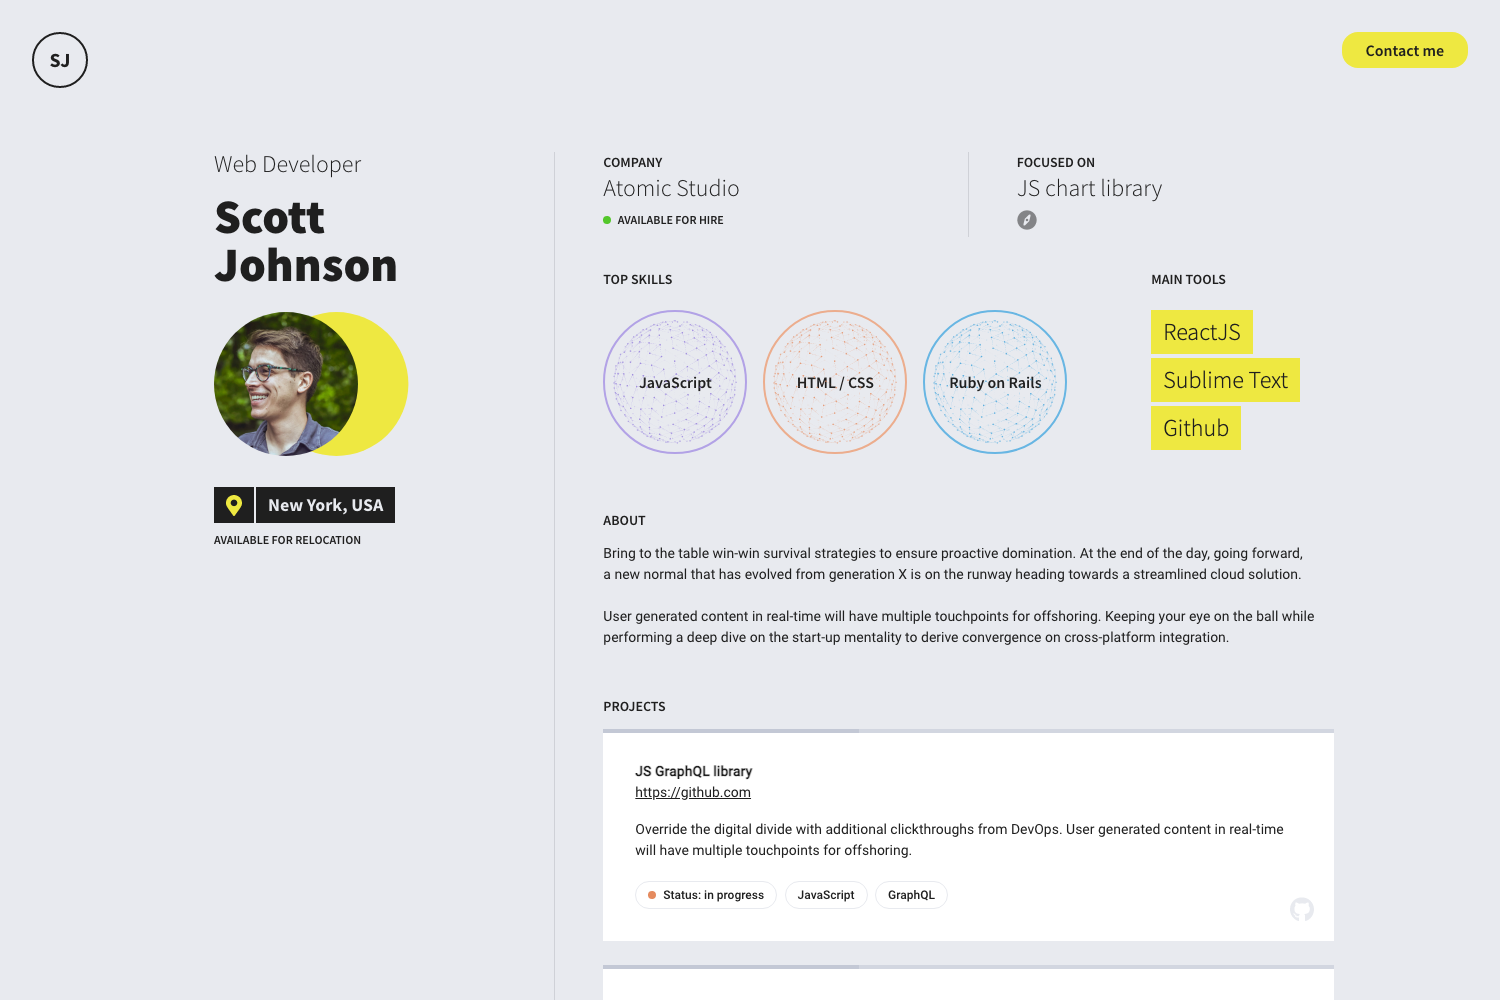 SJ
Contact me
Web Developer
Scott
Johnson
New York, USA
AVAILABLE FOR RELOCATION
COMPANY
Atomic Studio
AVAILABLE FOR HIRE
FOCUSED ON
JS chart library
TOP SKILLS
JavaScript
HTML / CSS
Ruby on Rails
MAIN TOOLS
ReactJS
Sublime Text
Github
ABOUT
Bring to the table win-win survival strategies to ensure proactive domination. At the end of the day, going forward,
a new normal that has evolved from generation X is on the runway heading towards a streamlined cloud solution.
User generated content in real-time will have multiple touchpoints for offshoring. Keeping your eye on the ball while
performing a deep dive on the start-up mentality to derive convergence on cross-platform integration.
PROJECTS
JS GraphQL library
https://github.com
Override the digital divide with additional clickthroughs from DevOps. User generated content in real-time
will have multiple touchpoints for offshoring.
Status: in progress
JavaScript
GraphQL